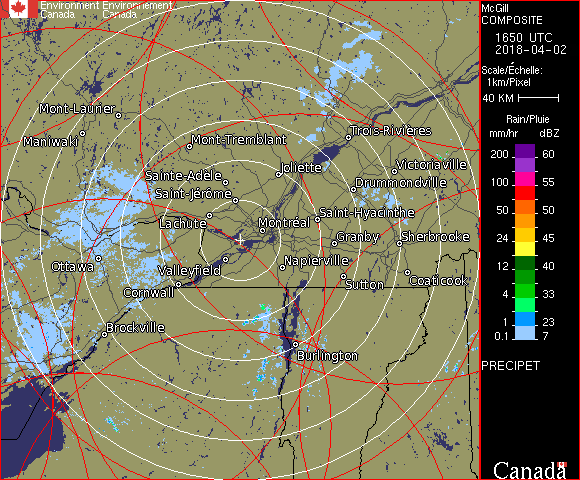 Environment Environnement
Canada Canada
Mont-Laurier
Maniwaki
Mont-Tremblant
Trois-Rivières
Joliette
Victoriaville
Sainte-Adèle
Drummondville
Saint-Jérôme
Saint-Hyacinthe
Lachute
Montréal
Granby
Sherbrooke
Ottawa
Valleyfield
Napierville
Cornwall
Sutton
Coaticook
Brockville
Burlington
McGill
COMPOSITE
1650 UTC
2018-04-02
Scale/Échelle:
1km/Pixel
40 KM
Rain/Pluie
mm/hr dBZ
200 60
150 57
100 55
50 50
24 45
12 40
4 33
1 23
0.1 7
PRECIPET
Canada